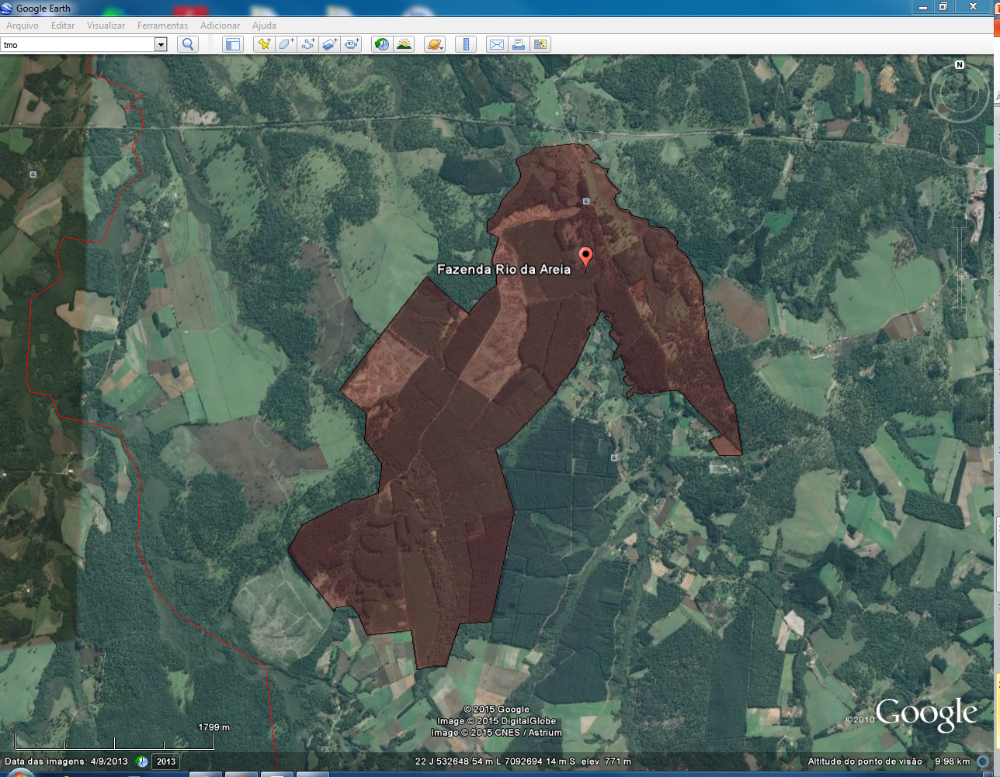 Google Earth
Arquivo Editar Visualizar Ferramentas Adicionar Ajuda
tmo
N
Fazenda Rio da Areia
© 2015 Google
Image © 2015 DigitalGlobe
Image © 2015 CNES / Astrium
©2010 Google
1799 m
Data das imagens: 4/9/2013 2013 22 J 532648.54 m L 7092694.14 m S elev 771 m Altitude do ponto de visão 9.98 km